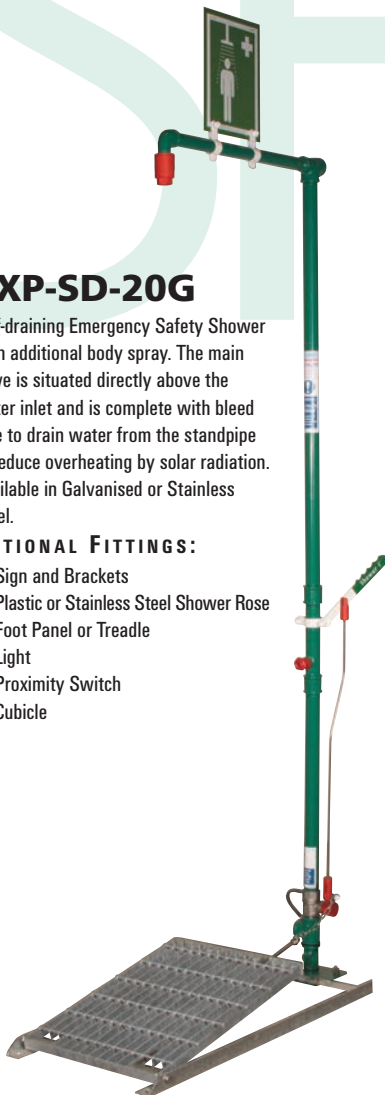 XP-SD-20G
f-draining Emergency Safety Shower
n additional body spray. The main
ve is situated directly above the
ter inlet and is complete with bleed
e to drain water from the standpipe
reduce overheating by solar radiation.
ilable in Galvanised or Stainless
el.
TIONAL FITTINGS:
Sign and Brackets
Plastic or Stainless Steel Shower Rose
Foot Panel or Treadle
Light
Proximity Switch
Cubicle